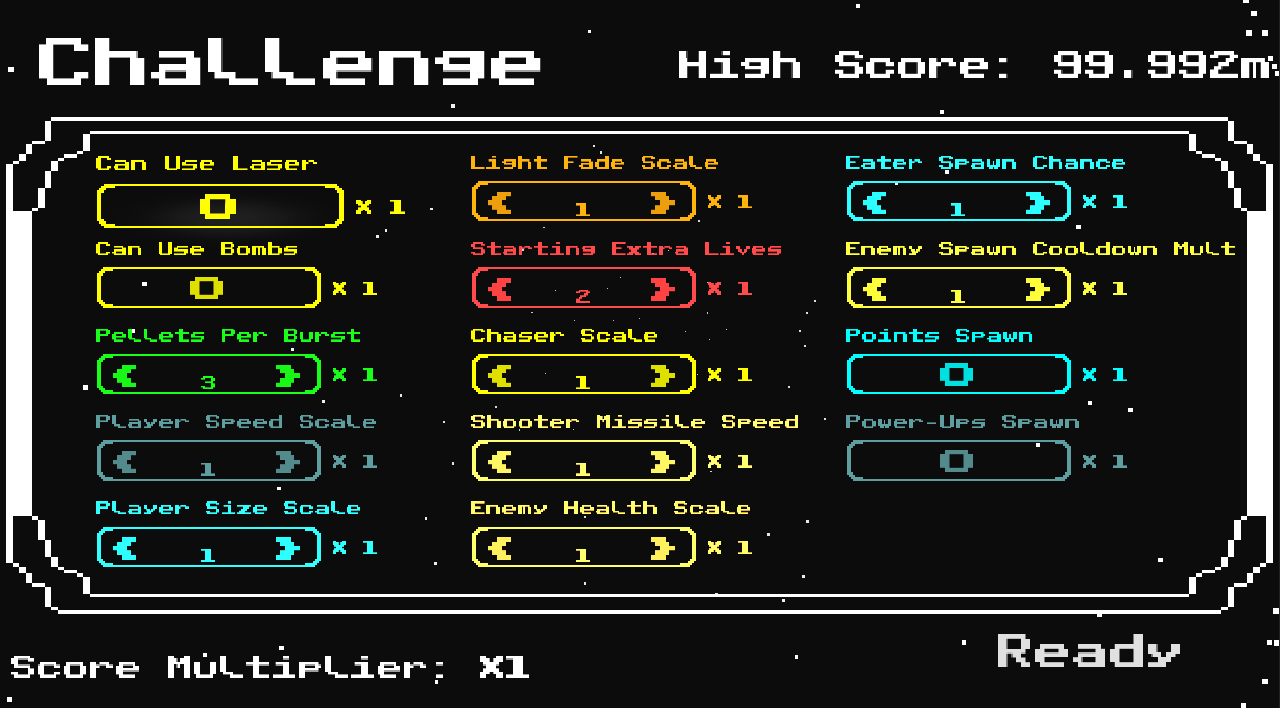 Challenge
High Score: 99.992m
Can Use Laser
O X 1
Can Use Bombs
O X 1
Pellets Per Burst
3 X 1
Player Speed Scale
1 X 1
Player Size Scale
1 X 1
Light Fade Scale
1 X 1
Starting Extra Lives
2 X 1
Chaser Scale
1 X 1
Shooter Missile Speed
1 X 1
Enemy Health Scale
1 X 1
Eater Spawn Chance
1 X 1
Enemy Spawn Cooldown Mult
1 X 1
Points Spawn
O X 1
Power-Ups Spawn
O X 1
Score Multiplier: X1
Ready